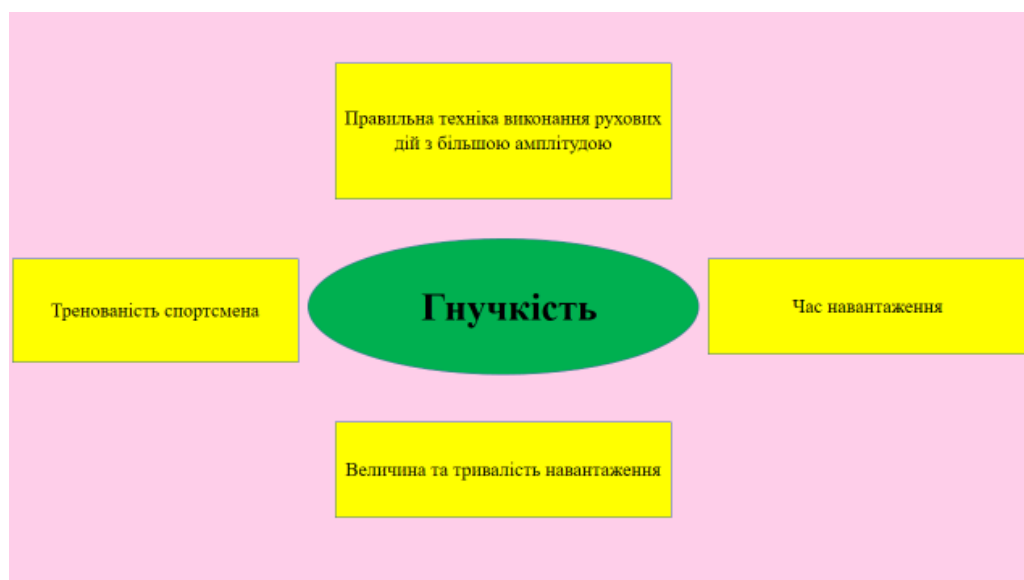 Правильна техніка виконання рухових
дій з більшою амплітудою
Тренованість спортсмена
Гнучкість
Час навантаження
Величина та тривалість навантаження